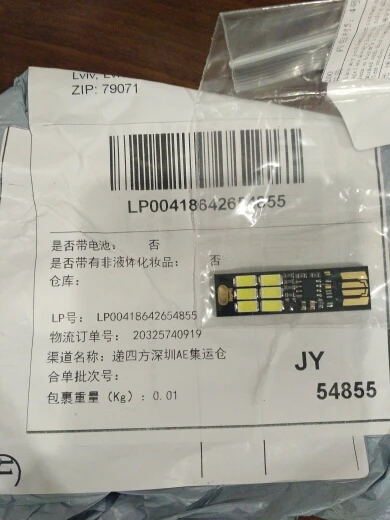 Lviv,
ZIP: 79071
LP00418642654855
是否带电池： 否
是否带有非液体化妆品： 否
仓库：
LP号： LP00418642654855
物流订单号： 20325740919
渠道名称：递四方深圳AE集运仓
合单批次号：
包裹重量（Kg）：0.01
JY
54855